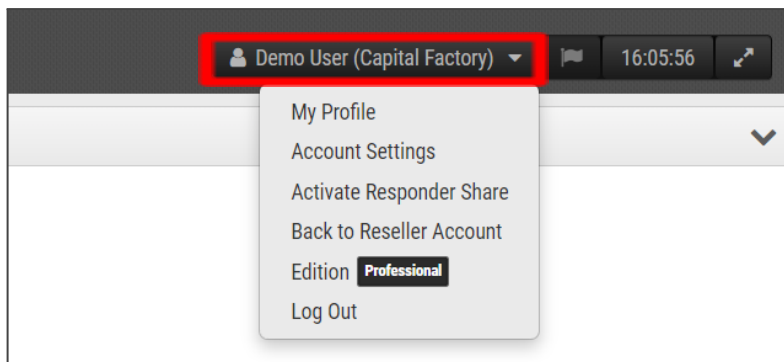 Demo User (Capital Factory) 16:05:56
My Profile
Account Settings
Activate Responder Share
Back to Reseller Account
Edition Professional
Log Out